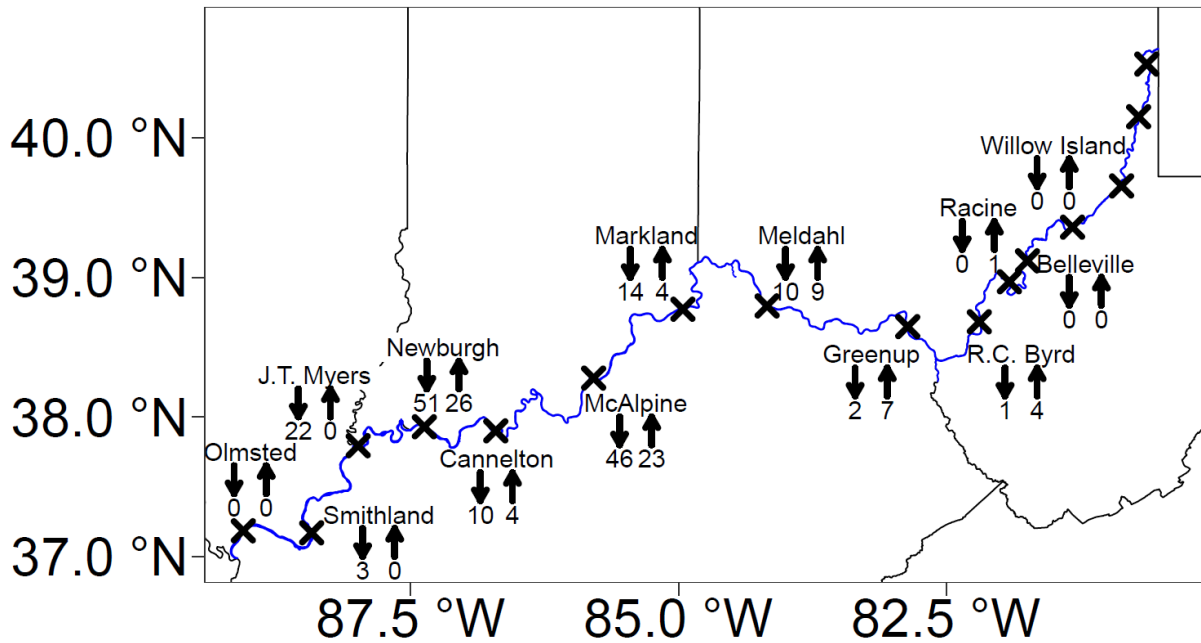 40.0 °N
39.0 °N
38.0 °N
37.0 °N
87.5 °W
85.0 °W
82.5 °W
Willow Island
0 0
Racine
0 1
Belleville
0 0
Markland
14 4
Meldahl
10 9
Greenup
2 7
R.C. Byrd
1 4
Newburgh
51 26
J.T. Myers
22 0
McAlpine
46 23
Olmsted
0 0
Cannelton
10 4
Smithland
3 0